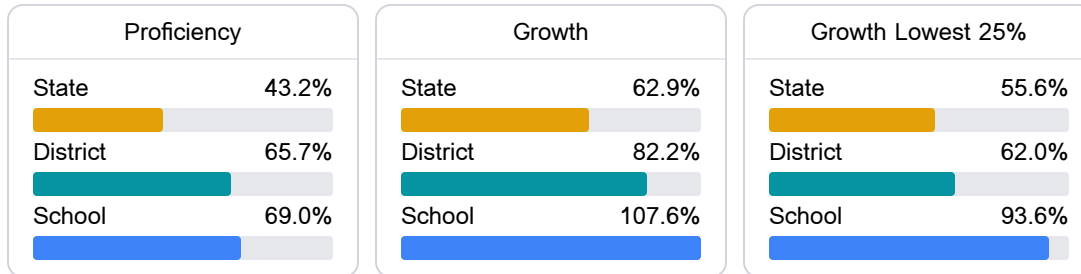 Proficiency
State 43.2%
District 65.7%
School 69.0%
Growth
State 62.9%
District 82.2%
School 107.6%
Growth Lowest 25%
State 55.6%
District 62.0%
School 93.6%